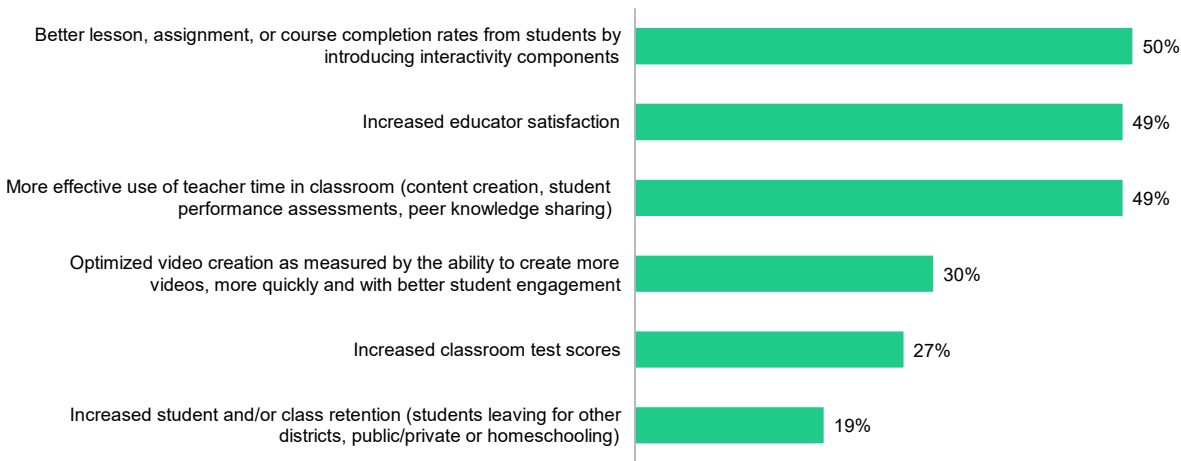 Better lesson, assignment, or course completion rates from students by
introducing interactivity components
50%
Increased educator satisfaction
49%
More effective use of teacher time in classroom (content creation, student
performance assessments, peer knowledge sharing)
49%
Optimized video creation as measured by the ability to create more
videos, more quickly and with better student engagement
30%
Increased classroom test scores
27%
Increased student and/or class retention (students leaving for other
districts, public/private or homeschooling)
19%